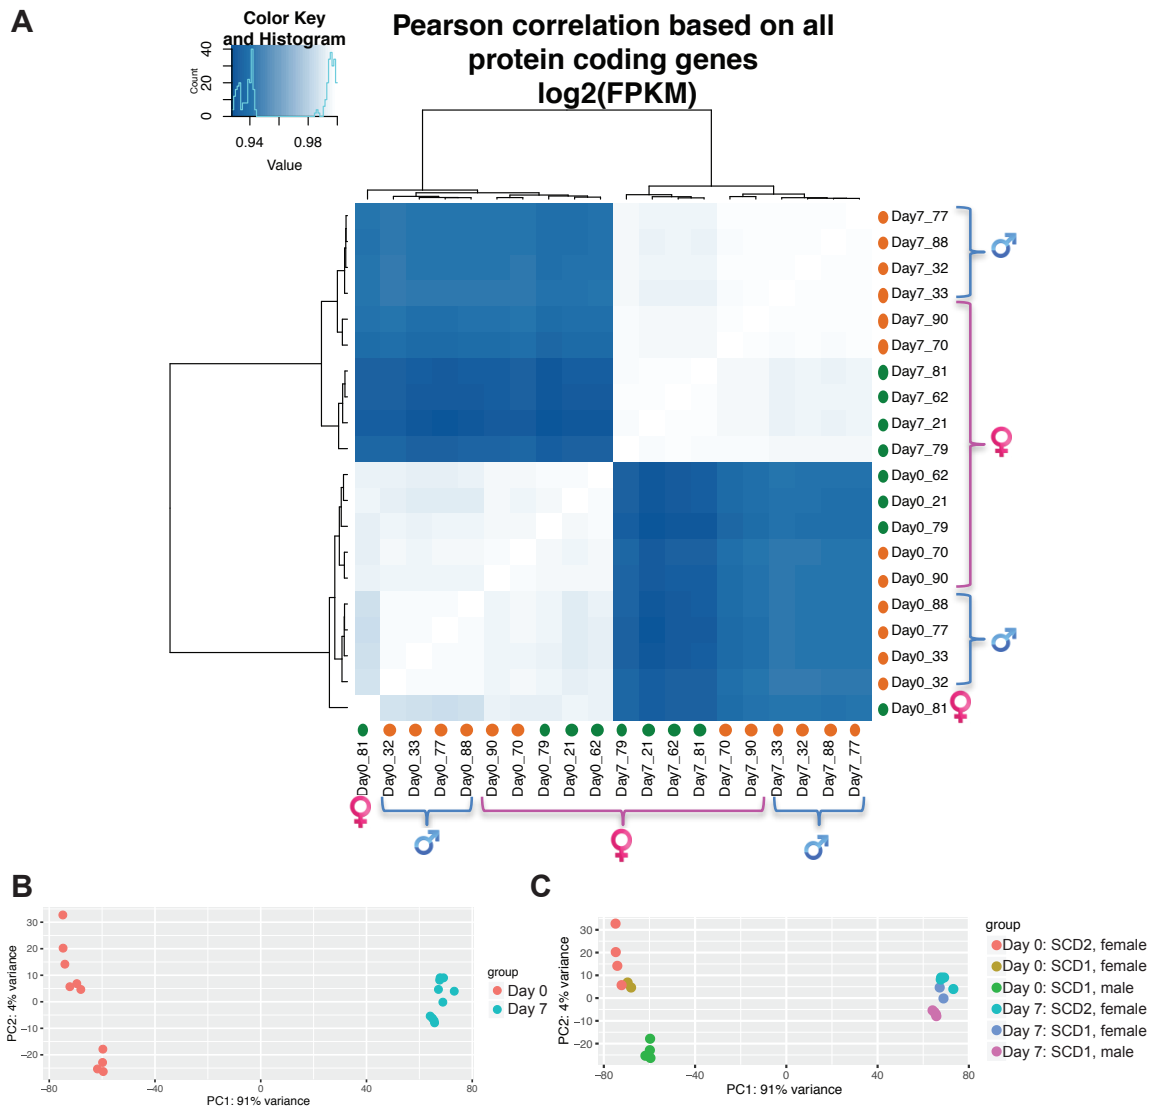 A
Color Key
and Histogram
Count
0
20
40
0.94
0.98
Value
Pearson correlation based on all
protein coding genes
log2(FPKM)
Day7_77
Day7_88
Day7_32
Day7_33
Day7_90
Day7_70
Day7_81
Day7_62
Day7_21
Day7_79
Day0_62
Day0_21
Day0_79
Day0_70
Day0_90
Day0_88
Day0_77
Day0_33
Day0_32
Day0_81
Day0_81
Day0_32
Day0_33
Day0_77
Day0_88
Day0_90
Day0_70
Day0_79
Day0_21
Day0_62
Day7_79
Day7_21
Day7_62
Day7_81
Day7_70
Day7_90
Day7_33
Day7_32
Day7_88
Day7_77
B
PC2: 4% variance
30
20
10
0
−10
−20
−80
−40
0
40
80
PC1: 91% variance
group
Day 0
Day 7
C
PC2: 4% variance
30
20
10
0
−10
−20
−80
−40
0
40
80
PC1: 91% variance
group
Day 0: SCD2, female
Day 0: SCD1, female
Day 0: SCD1, male
Day 7: SCD2, female
Day 7: SCD1, female
Day 7: SCD1, male